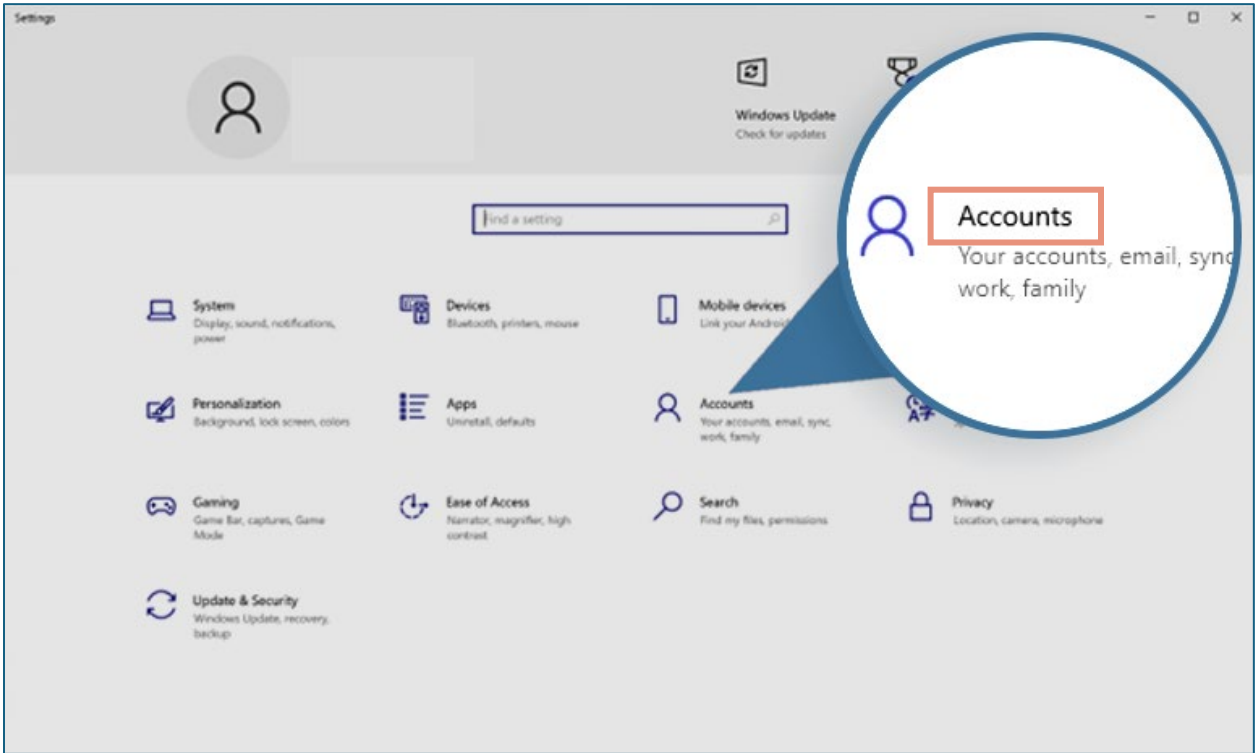 Settings
Windows Update
Check for updates
Find a setting
Accounts
Your accounts, email, sync
work, family
System
Display, sound, notifications,
power
Devices
Bluetooth, printers, mouse
Mobile devices
Link your Android
Personalization
Background, lock screen, colors
Apps
Uninstall, defaults
Accounts
Your accounts, email, sync,
work, family
Gaming
Game Bar, captures, Game
Mode
Ease of Access
Narrator, magnifier, high
contrast
Search
Find my files, permissions
Privacy
Location, camera, microphone
Update & Security
Windows Update, recovery,
backup